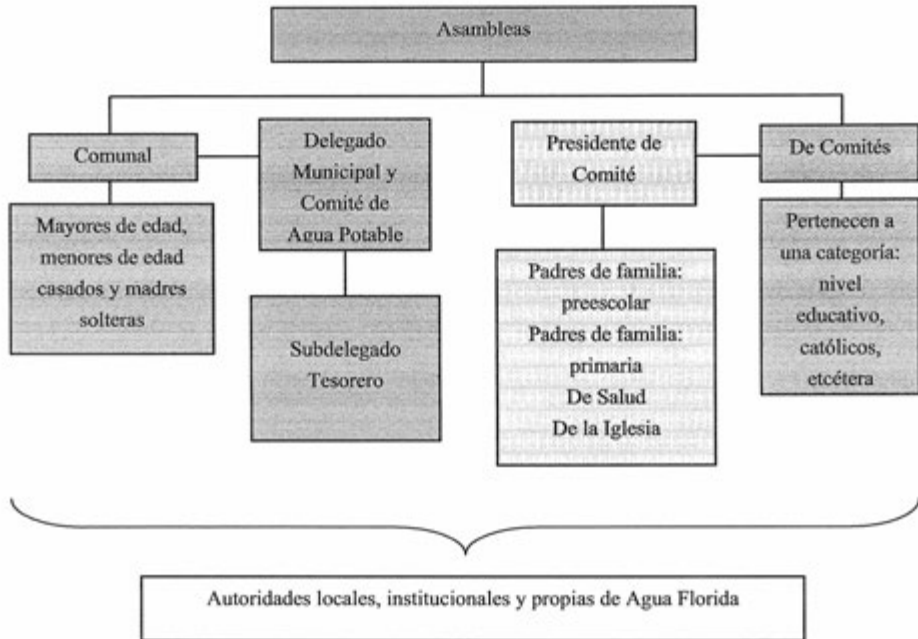 Asambleas
Comunal
Delegado
Municipal y
Comité de
Agua Potable
Presidente de
Comité
De Comités
Mayores de edad,
menores de edad
casados y madres
solteras
Subdelegado
Tesorero
Padres de familia:
preescolar
Padres de familia:
primaria
De Salud
De la Iglesia
Pertenecen a
una categoría:
nivel
educativo,
católicos,
etcétera
Autoridades locales, institucionales y propias de Agua Florida